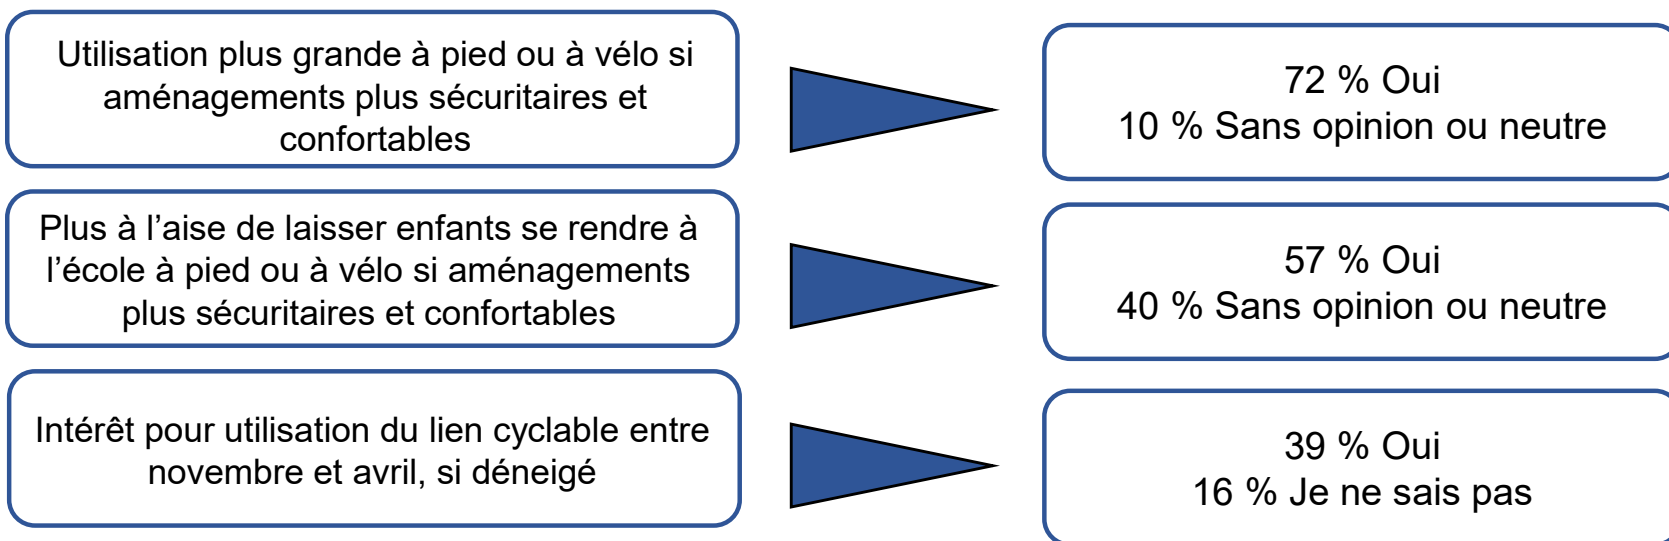 Utilisation plus grande à pied ou à vélo si
aménagements plus sécuritaires et
confortables
72 % Oui
10 % Sans opinion ou neutre
Plus à l’aise de laisser enfants se rendre à
l’école à pied ou à vélo si aménagements
plus sécuritaires et confortables
57 % Oui
40 % Sans opinion ou neutre
Intérêt pour utilisation du lien cyclable entre
novembre et avril, si déneigé
39 % Oui
16 % Je ne sais pas